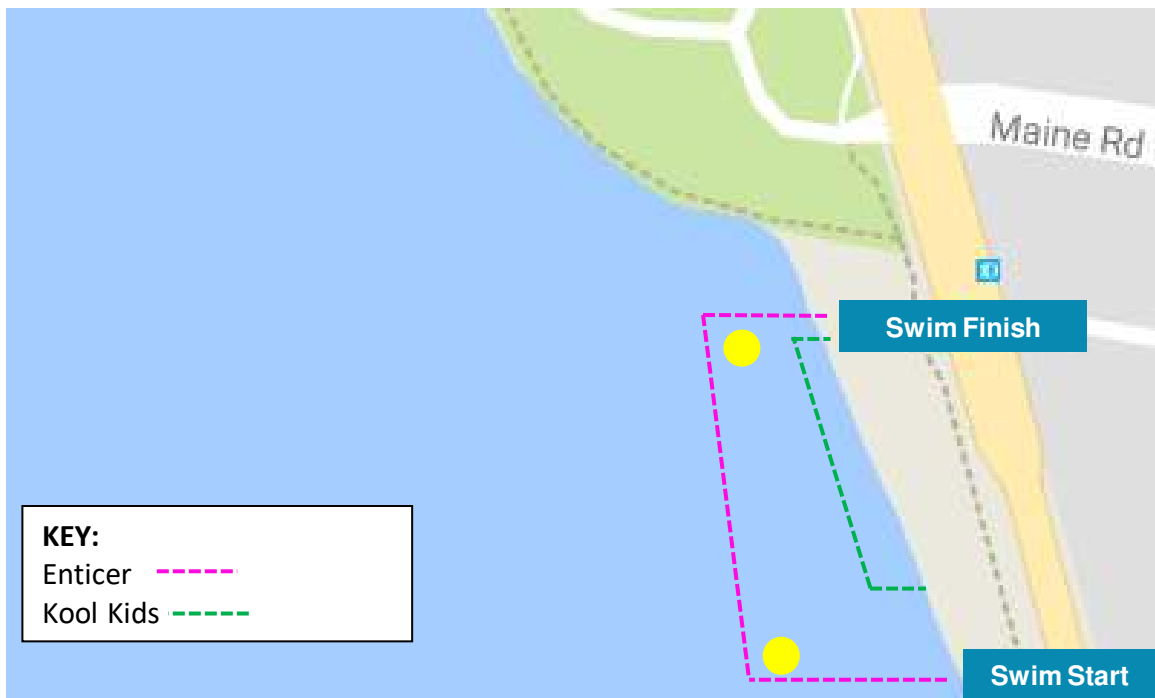 Maine Rd
Swim Finish
KEY:
Enticer
Kool Kids
Swim Start